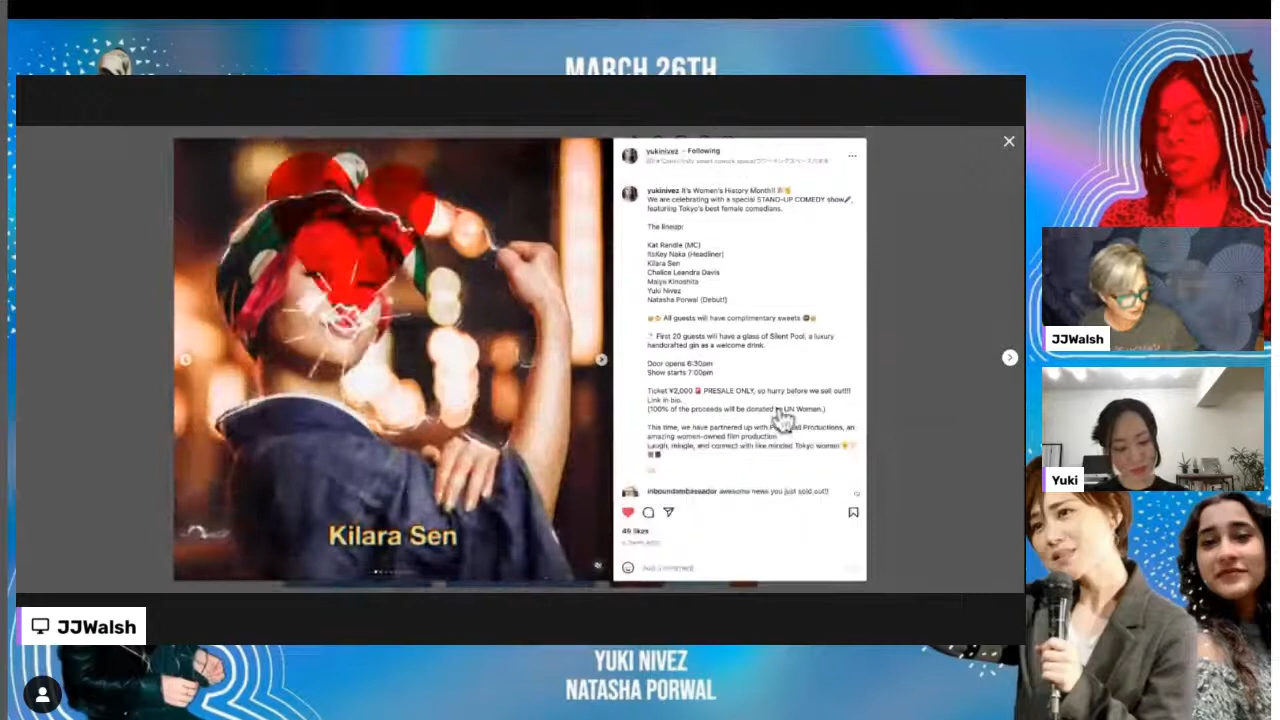 MARCH 26TH
yukinivez • Following
yukinivez It's Women's History Month!!
We are celebrating with a special STAND-UP COMEDY show,
featuring Tokyo's best female comedians.
The lineup:
Kat Randle (MC)
ItoKey Naka (Headliner)
Kilara Sen
Chalice Leandra Davis
Maiya Kinoshita
Yuki Nivez
Natasha Porwal (Debut!)
All guests will have complimentary sweets
First 20 guests will have a glass of Silent Pool, a luxury
handcrafted gin as a welcome drink.
Door opens 6:30pm
Show starts 7:00pm
Ticket ¥2,000 PRESALE ONLY, so hurry before we sell out!!!
Link in bio.
(100% of the proceeds will be donated UN Women.)
This time, we have partnered up with Productions, an
amazing women-owned film production
Laugh, mingle, and connect with like minded Tokyo women
inboundambassador awesome news you just sold out!!
49 likes
Kilara Sen
JJWalsh
Yuki
JJWalsh
YUKI NIVEZ
NATASHA PORWAL